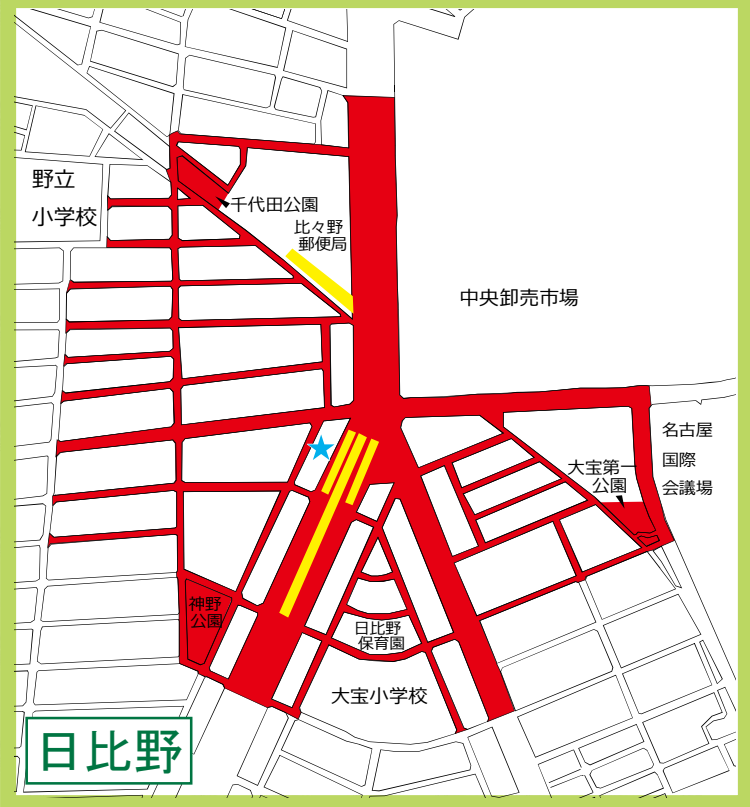 野立
小学校
千代田公園
比々野
郵便局
中央卸売市場
名古屋
国際
会議場
大宝第一
公園
神野
公園
日比野
保育園
大宝小学校
日比野